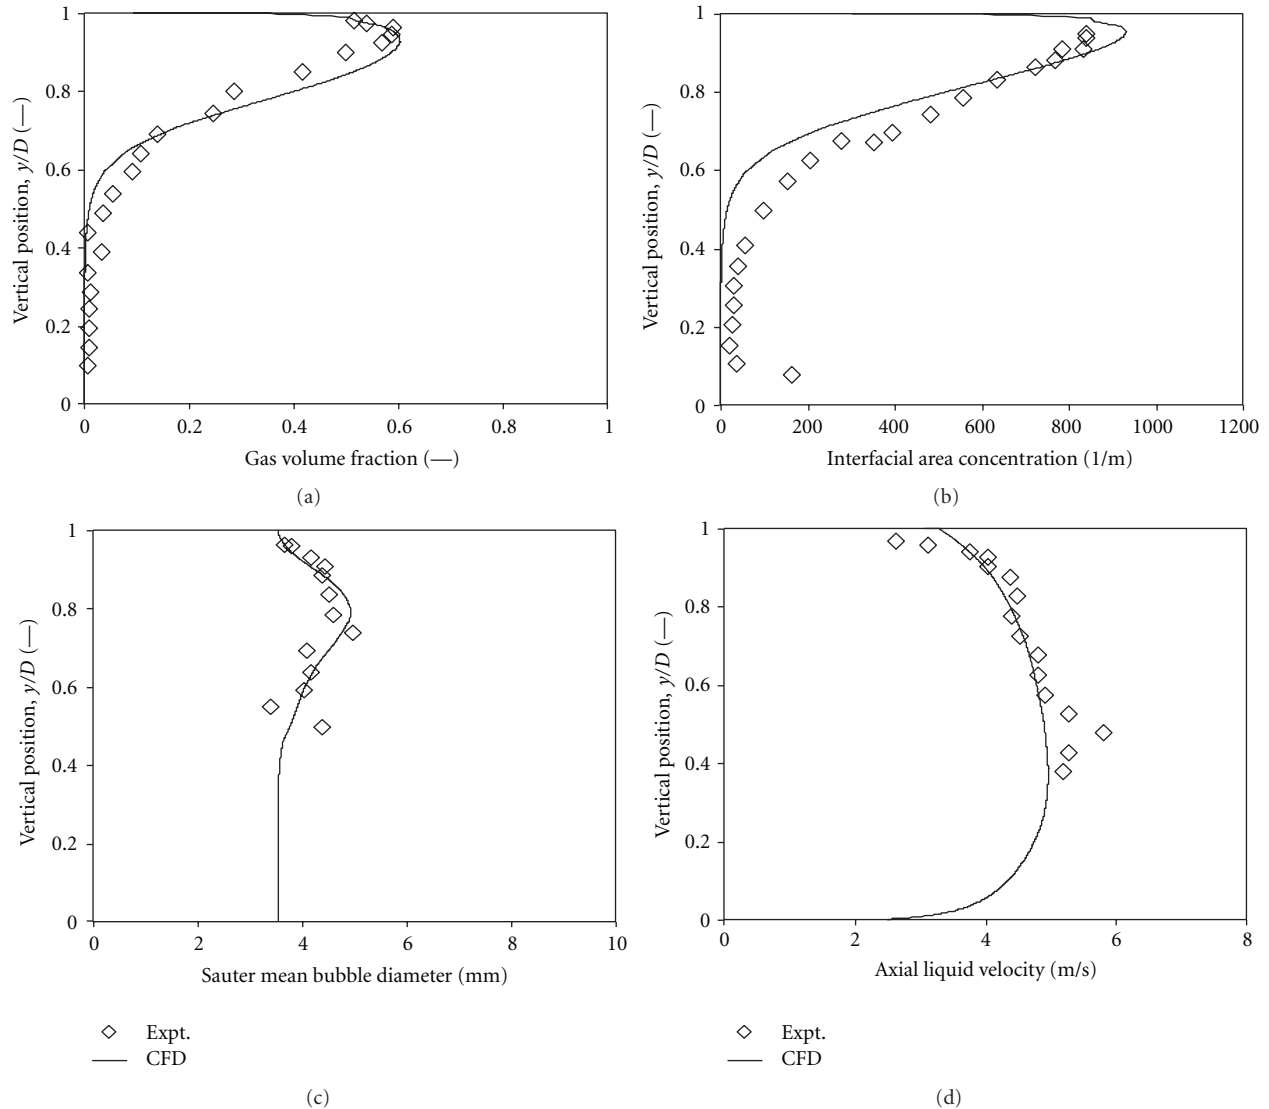 1
0.8
0.6
0.4
0.2
0
Vertical position, y/D (—)
0 0.2 0.4 0.6 0.8 1
Gas volume fraction (—)
(a)
1
0.8
0.6
0.4
0.2
0
Vertical position, y/D (—)
0 200 400 600 800 1000 1200
Interfacial area concentration (1/m)
(b)
1
0.8
0.6
0.4
0.2
0
Vertical position, y/D (—)
0 2 4 6 8 10
Sauter mean bubble diameter (mm)
Expt.
CFD
(c)
1
0.8
0.6
0.4
0.2
0
Vertical position, y/D (—)
0 2 4 6 8
Axial liquid velocity (m/s)
Expt.
CFD
(d)